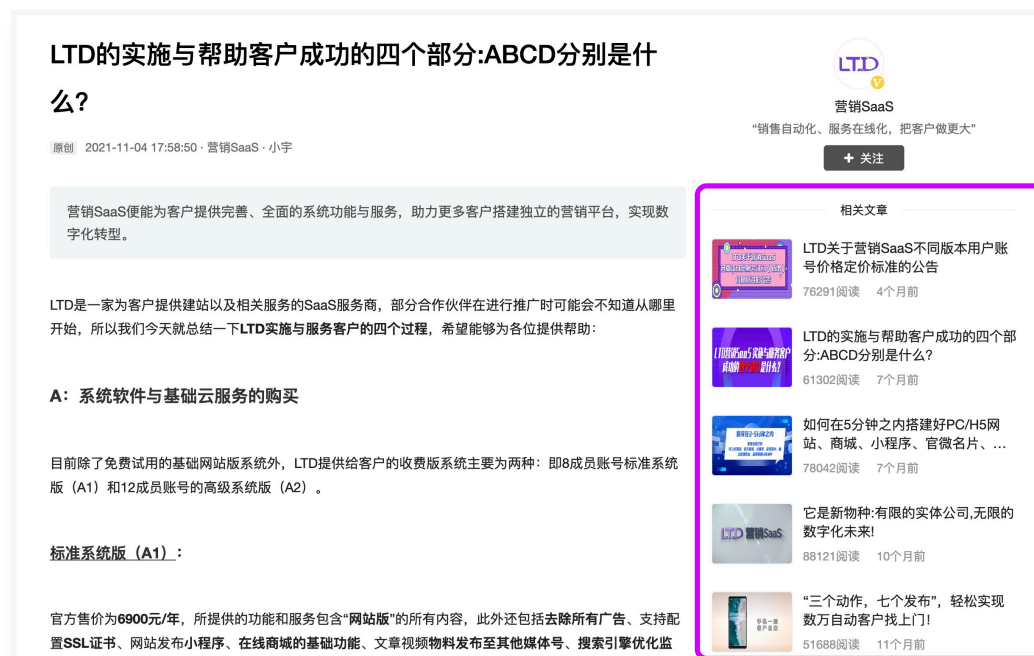 LTD的实施与帮助客户成功的四个部分:ABCD分别是什
么?
原创 2021-11-04 17:58:50 · 营销SaaS · 小宇
营销SaaS便能为客户提供完善、全面的系统功能与服务，助力更多客户搭建独立的营销平台，实现数
字化转型。
LTD是一家为客户提供建站以及相关服务的SaaS服务商，部分合作伙伴在进行推广时可能会不知道从哪里
开始，所以我们今天就总结一下LTD实施与服务客户的四个过程，希望能够为各位提供帮助：
A：系统软件与基础云服务的购买
目前除了免费试用的基础网站版系统外，LTD提供给客户的收费版系统主要为两种：即8成员账号标准系统
版（A1）和12成员账号的高级系统版（A2）。
标准系统版（A1）：
官方售价为6900元/年，所提供的功能和服务包含“网站版”的所有内容，此外还包括去除所有广告、支持配
置SSL证书、网站发布小程序、在线商城的基础功能、文章视频物料发布至其他媒体号、搜索引擎优化监
LTD
营销SaaS
“销售自动化、服务在线化，把客户做更大”
+ 关注
相关文章
LTD关于营销SaaS不同版本用户账
号价格定价标准的公告
76291阅读 4个月前
LTD营销SaaS实施与服务客户
成功的四个部分是什么?
LTD的实施与帮助客户成功的四个部
分:ABCD分别是什么?
61302阅读 7个月前
如何在5分钟之内搭建好PC/H5网
站、商城、小程序、官微名片、...
78042阅读 7个月前
LTD 营销SaaS
它是新物种:有限的实体公司,无限的
数字化未来!
88121阅读 10个月前
“三个动作，七个发布”，轻松实现
数万自动客户找上门！
51688阅读 11个月前